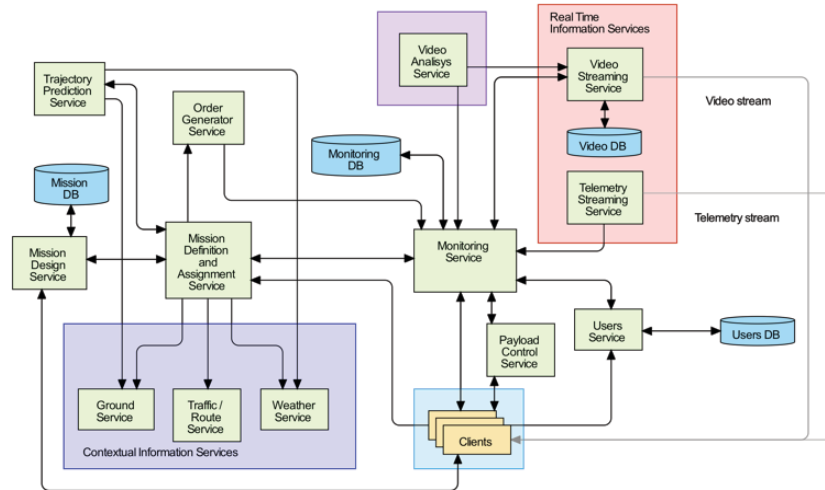 Real Time
Information Services
Video
Analisys
Service
Video
Streaming
Service
Trajectory
Prediction
Service
Order
Generator
Service
Video stream
Monitoring
DB
Video DB
Mission
DB
Telemetry
Streaming
Service
Telemetry stream
Mission
Design
Service
Mission
Definition
and
Assignment
Service
Monitoring
Service
Payload
Control
Service
Users
Service
Users DB
Ground
Service
Traffic /
Route
Service
Weather
Service
Clients
Contextual Information Services